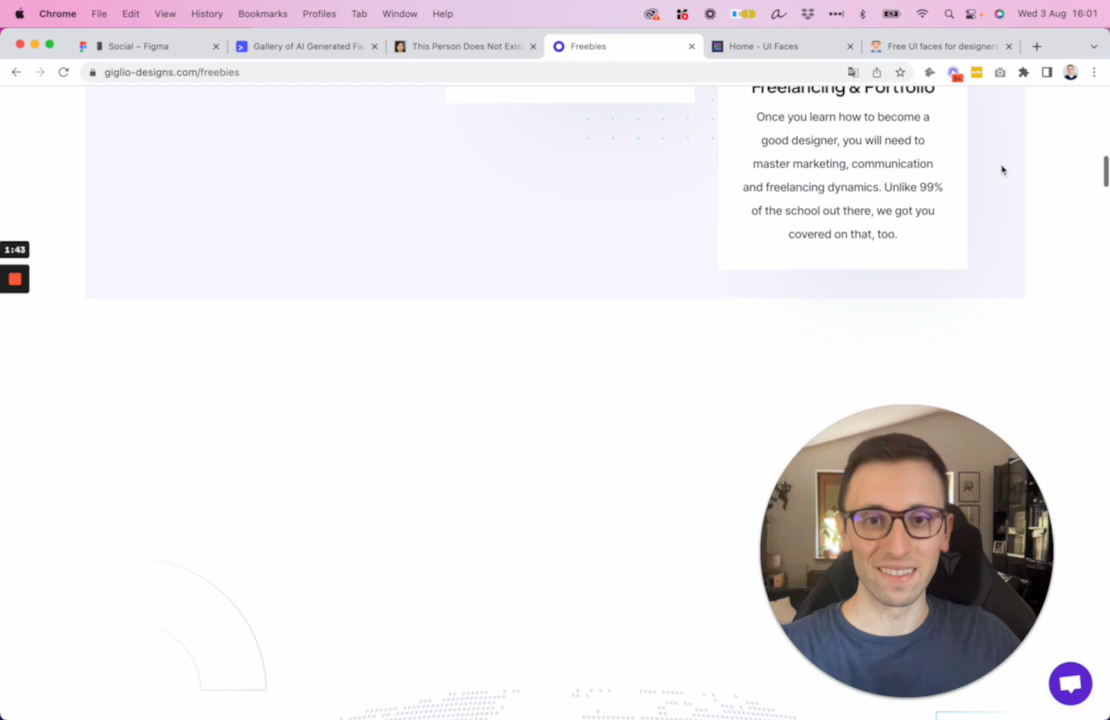 Chrome File Edit View History Bookmarks Profiles Tab Window Help Wed 3 Aug 16:01
Social – Figma Gallery of AI Generated Fa This Person Does Not Exis Freebies Home - UI Faces Free UI faces for designers
giglio-designs.com/freebies
Freelancing & Portfolio
Once you learn how to become a
good designer, you will need to
master marketing, communication
and freelancing dynamics. Unlike 99%
of the school out there, we got you
covered on that, too.
1:43